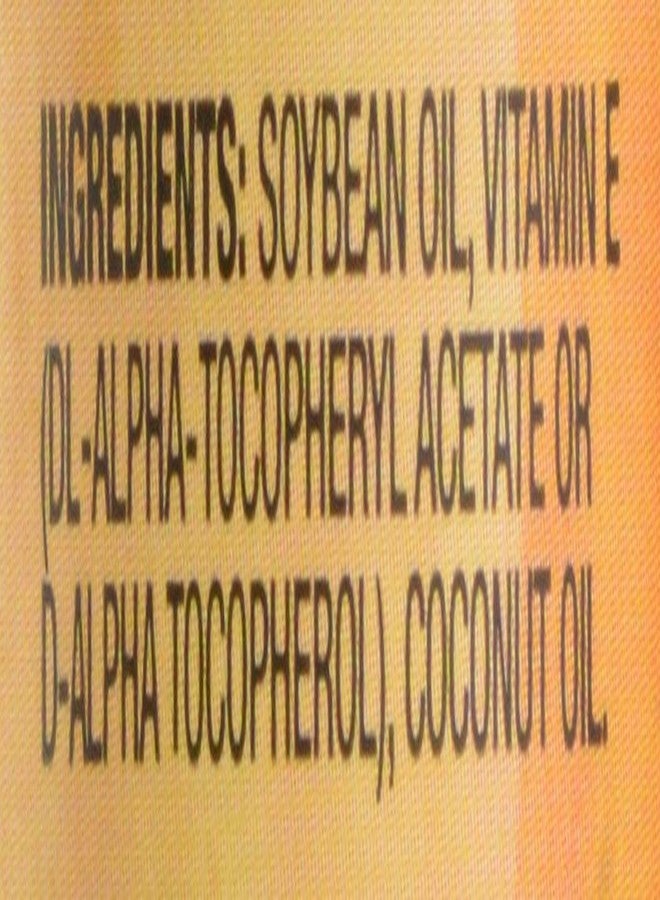 INGREDIENTS: SOYBEAN OIL, VITAMIN E
(DL-ALPHA-TOCOPHERYL ACETATE OR
D-ALPHA TOCOPHEROL), COCONUT OIL.